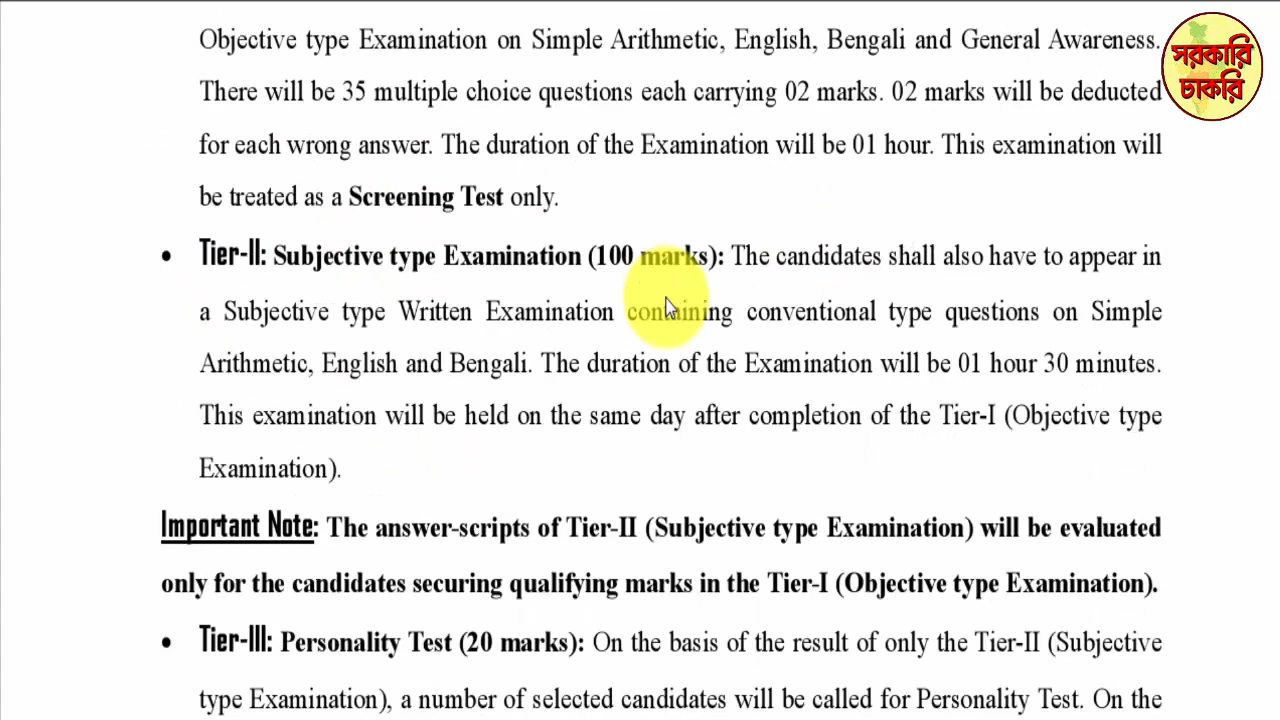 Objective type Examination on Simple Arithmetic, English, Bengali and General Awareness.
There will be 35 multiple choice questions each carrying 02 marks. 02 marks will be deducted
for each wrong answer. The duration of the Examination will be 01 hour. This examination will
be treated as a Screening Test only.
• Tier-II: Subjective type Examination (100 marks): The candidates shall also have to appear in
a Subjective type Written Examination containing conventional type questions on Simple
Arithmetic, English and Bengali. The duration of the Examination will be 01 hour 30 minutes.
This examination will be held on the same day after completion of the Tier-I (Objective type
Examination).
Important Note: The answer-scripts of Tier-II (Subjective type Examination) will be evaluated
only for the candidates securing qualifying marks in the Tier-I (Objective type Examination).
• Tier-III: Personality Test (20 marks): On the basis of the result of only the Tier-II (Subjective
type Examination), a number of selected candidates will be called for Personality Test. On the
সরকারি
চাকরি